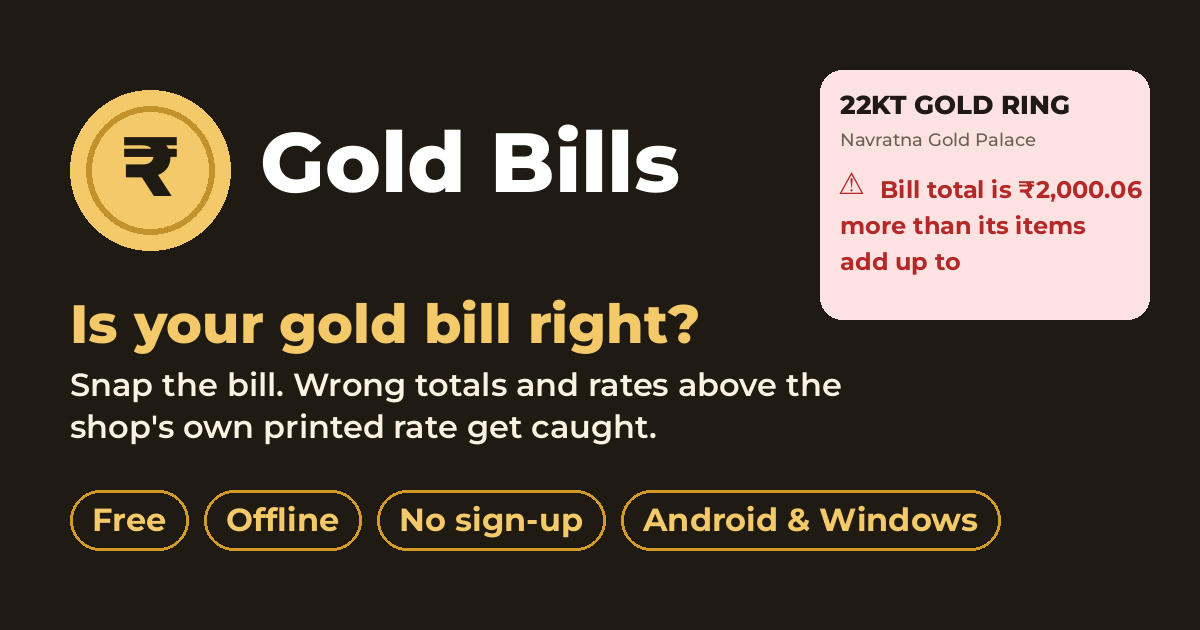 ₹
Gold Bills
22KT GOLD RING
Navratna Gold Palace
⚠ Bill total is ₹2,000.06
more than its items
add up to
Is your gold bill right?
Snap the bill. Wrong totals and rates above the
shop's own printed rate get caught.
Free
Offline
No sign-up
Android & Windows